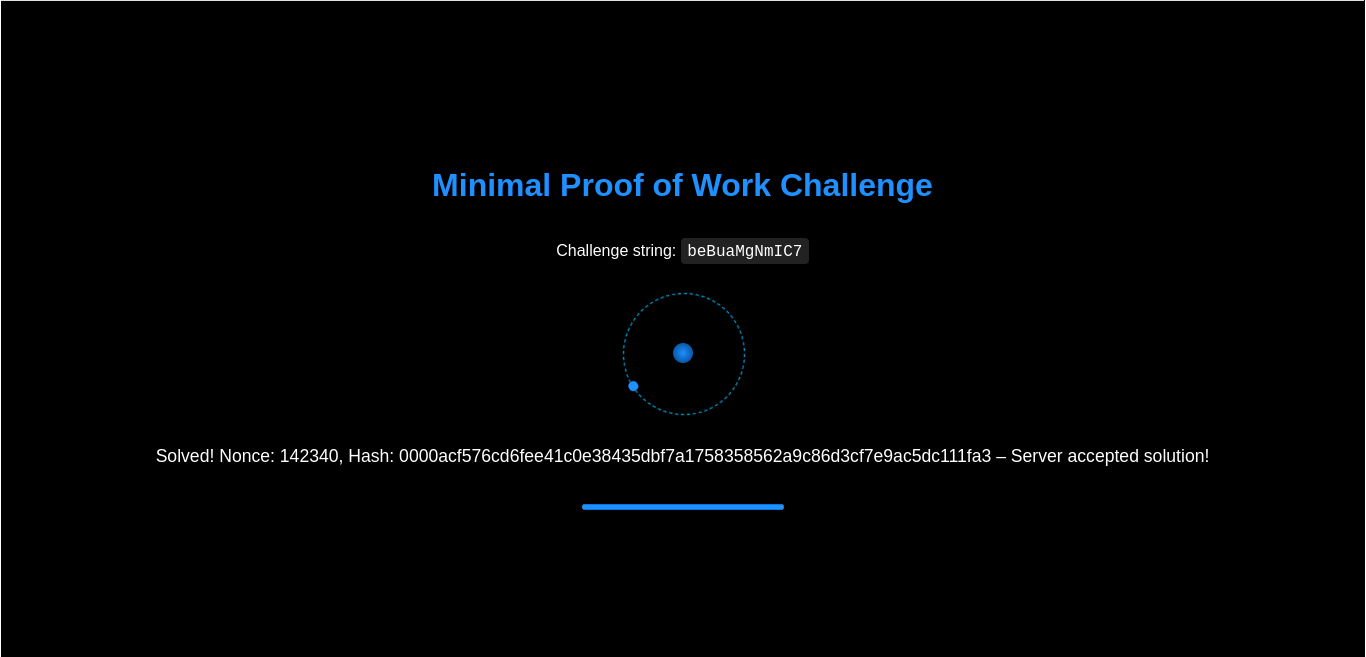 Minimal Proof of Work Challenge
Challenge string: beBuaMgNmIC7
Solved! Nonce: 142340, Hash: 0000acf576cd6fee41c0e38435dbf7a1758358562a9c86d3cf7e9ac5dc111fa3 – Server accepted solution!